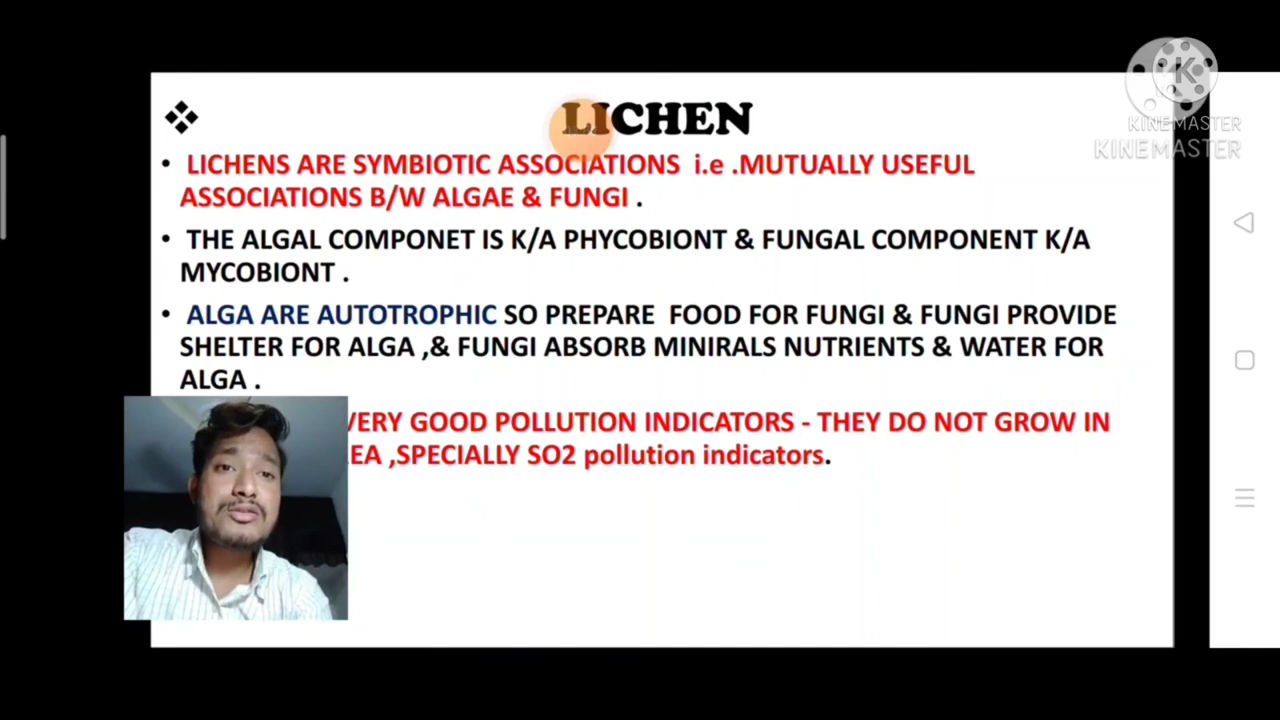 LICHEN
LICHENS ARE SYMBIOTIC ASSOCIATIONS i.e .MUTUALLY USEFUL
ASSOCIATIONS B/W ALGAE & FUNGI .
THE ALGAL COMPONET IS K/A PHYCOBIONT & FUNGAL COMPONENT K/A
MYCOBIONT .
ALGA ARE AUTOTROPHIC SO PREPARE FOOD FOR FUNGI & FUNGI PROVIDE
SHELTER FOR ALGA ,& FUNGI ABSORB MINIRALS NUTRIENTS & WATER FOR
ALGA .
VERY GOOD POLLUTION INDICATORS - THEY DO NOT GROW IN
,SPECIALLY SO2 pollution indicators.
KINEMASTER
KINEMASTER